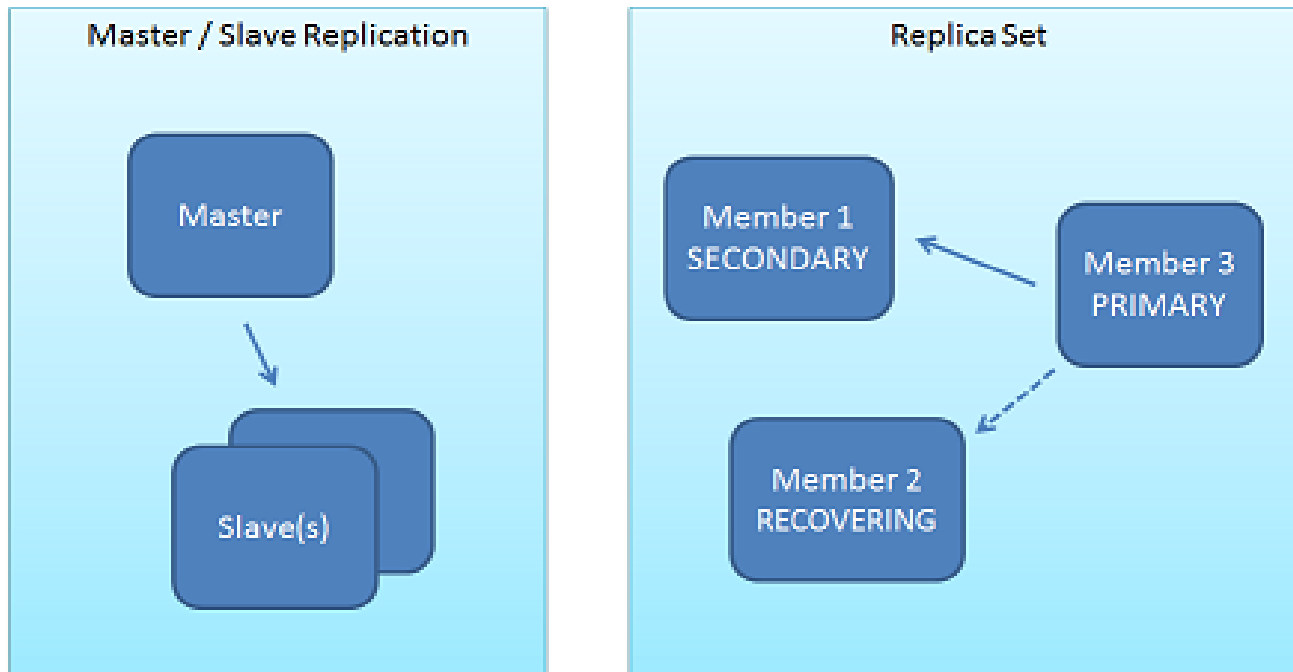 Master / Slave Replication
Master
Slave(s)
Replica Set
Member 1
SECONDARY
Member 3
PRIMARY
Member 2
RECOVERING